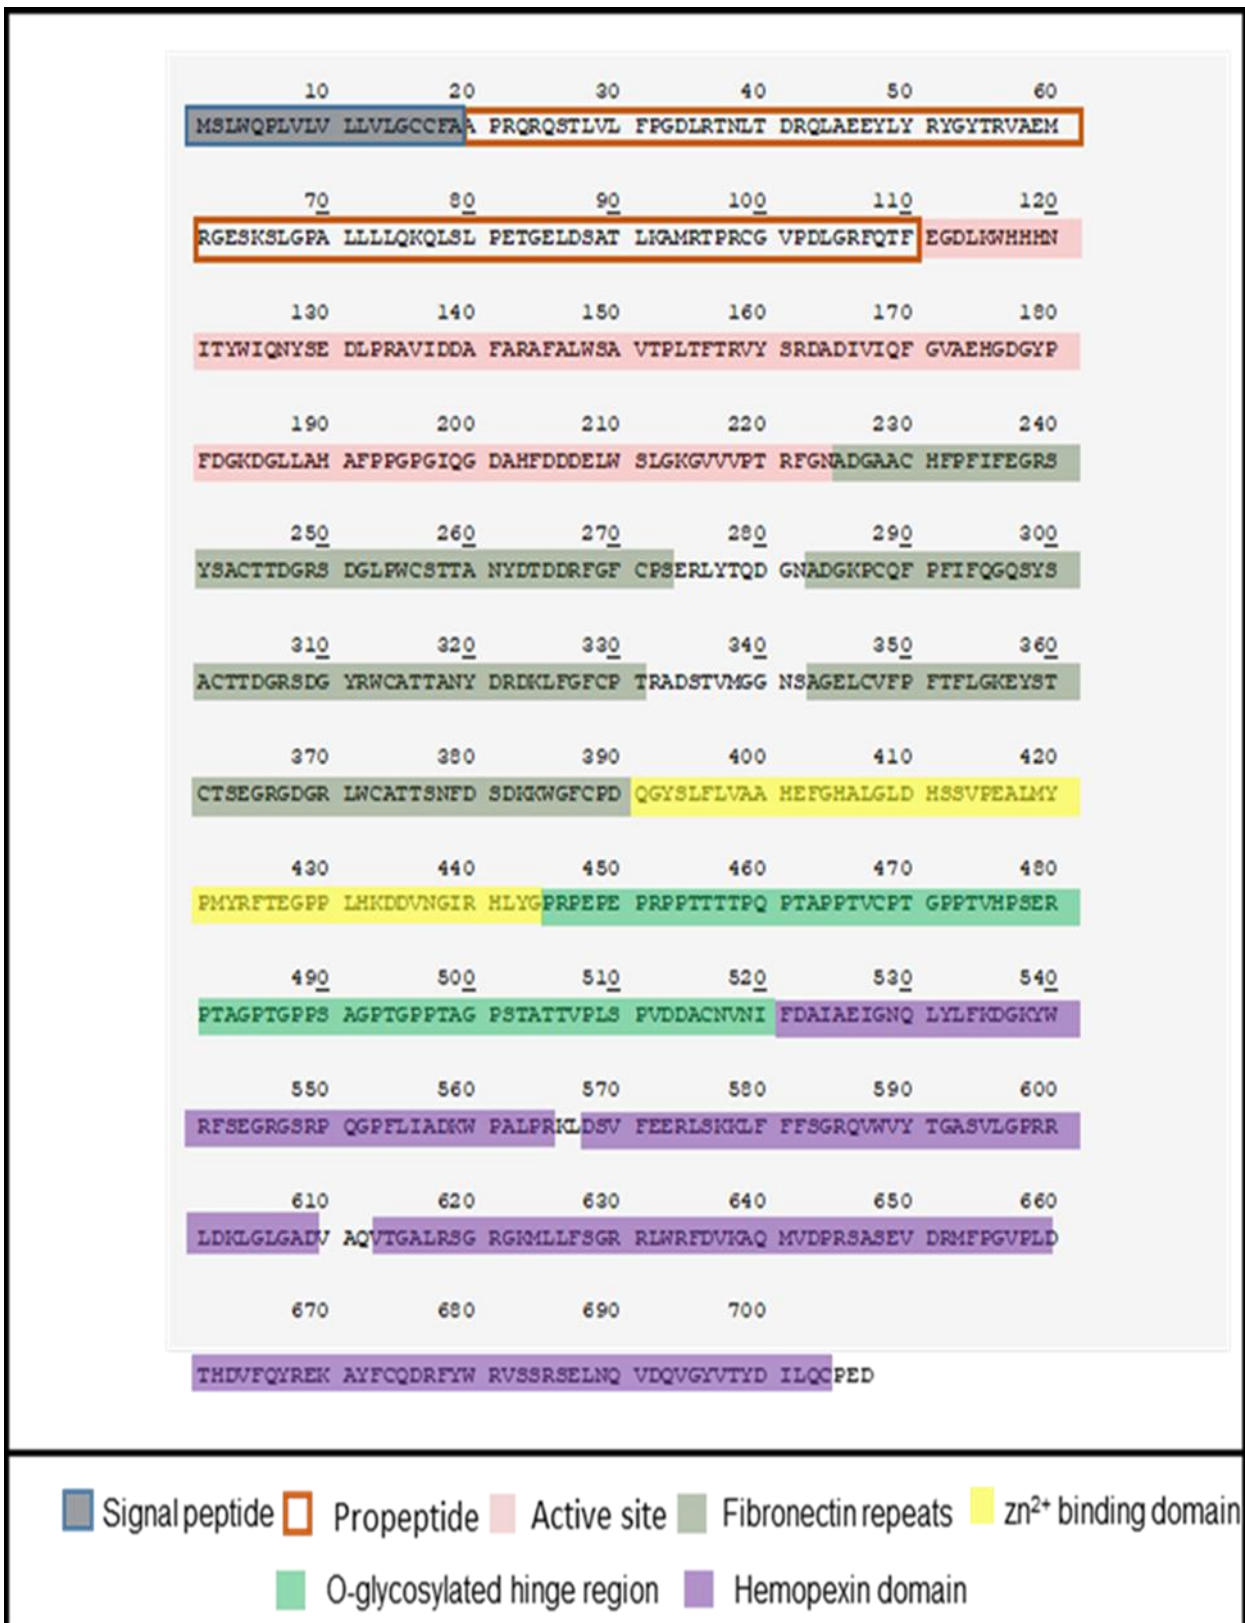 10 20 30 40 50 60
MSLWQPLVLV LLVLGCCFAA PRQRQSTLVL FPGDLRTNLT DRQLAEEYLY RYGYTRVAEM
70 80 90 100 110 120
RGESKSLGPA LLLLQKQLSL PETGELDSAT LKAMRTPRCG VPDLGRFQTF EGDLKWHHHN
130 140 150 160 170 180
ITYWIQNYSE DLPRAVIDDA FARAFALWSA VTPLTFTRVY SRDADIVIQF GVAEHGDGYP
190 200 210 220 230 240
FDGKDGLLAH AFPPGPGIQG DAHFDDDELW SLGKGVVVPT RFGNADGAAC HFPFIFEGRS
250 260 270 280 290 300
YSACTTDGRS DGLPWCSTTA NYDTDDRFGF CPSERLYTQD GNADGKPCQF PFIFQGQSYS
310 320 330 340 350 360
ACTTDGRSDG YRWCATTANY DRDKLFGFCP TRADSTVMGG NSAGELCVFP FTFLGKEYST
370 380 390 400 410 420
CTSEGRGDGR LWCATTSNFD SDKKWGFCPD QGYSLFLVAA HEFGHALGLD HSSVPEALMY
430 440 450 460 470 480
PMYRFTEGPP LHKDDVNGIR HLYGPRPEPE PRPPTTTTPQ PTAPPTVCPT GPPTVHPSER
490 500 510 520 530 540
PTAGPTGPPS AGPTGPPTAG PSTATTVPLS PVDDACNVNI FDAIAEIGNQ LYLFKDGKYW
550 560 570 580 590 600
RFSEGRGSRP QGPFLIADKW PALPRKLDSV FEERLSKKLF FFSGRQVWVY TGASVLGPRR
610 620 630 640 650 660
LDKLGLGADV AQVTGALRSG RGKMLLFSGR RLWRFDVKAQ MVDPRSASEV DRMFPGVPLD
670 680 690 700
THDVFQYREK AYFCQDRFYW RVSSRSELNQ VDQVGYVTYD ILQCPED
Signal peptide Propeptide Active site Fibronectin repeats zn²⁺ binding domain
O-glycosylated hinge region Hemopexin domain